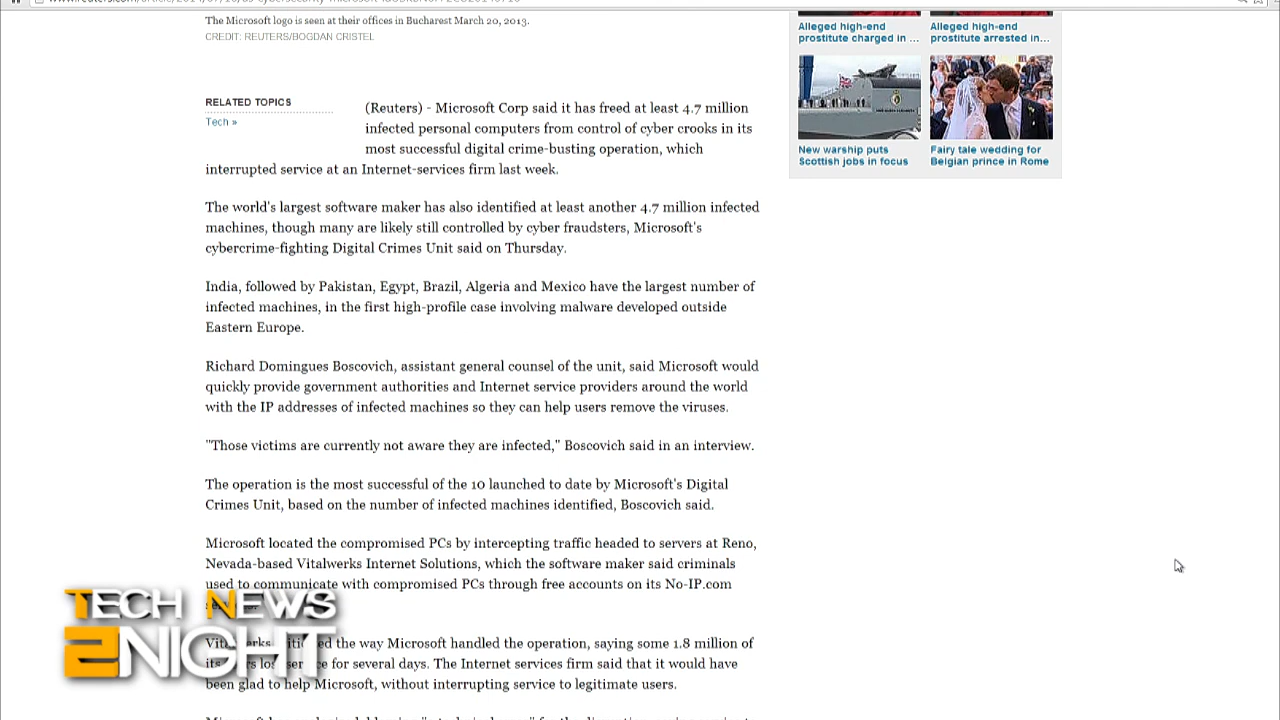 The Microsoft logo is seen at their offices in Bucharest March 20, 2013.
CREDIT: REUTERS/BOGDAN CRISTEL
RELATED TOPICS
Tech »
(Reuters) - Microsoft Corp said it has freed at least 4.7 million
infected personal computers from control of cyber crooks in its
most successful digital crime-busting operation, which
interrupted service at an Internet-services firm last week.
The world's largest software maker has also identified at least another 4.7 million infected
machines, though many are likely still controlled by cyber fraudsters, Microsoft's
cybercrime-fighting Digital Crimes Unit said on Thursday.
India, followed by Pakistan, Egypt, Brazil, Algeria and Mexico have the largest number of
infected machines, in the first high-profile case involving malware developed outside
Eastern Europe.
Richard Domingues Boscovich, assistant general counsel of the unit, said Microsoft would
quickly provide government authorities and Internet service providers around the world
with the IP addresses of infected machines so they can help users remove the viruses.
"Those victims are currently not aware they are infected," Boscovich said in an interview.
The operation is the most successful of the 10 launched to date by Microsoft's Digital
Crimes Unit, based on the number of infected machines identified, Boscovich said.
Microsoft located the compromised PCs by intercepting traffic headed to servers at Reno,
Nevada-based Vitalwerks Internet Solutions, which the software maker said criminals
used to communicate with compromised PCs through free accounts on its No-IP.com
the way Microsoft handled the operation, saying some 1.8 million of
for several days. The Internet services firm said that it would have
been glad to help Microsoft, without interrupting service to legitimate users.
Alleged high-end
prostitute charged in ...
Alleged high-end
prostitute arrested in...
New warship puts
Scottish jobs in focus
Fairy tale wedding for
Belgian prince in Rome
TECH NEWS
2NIGHT